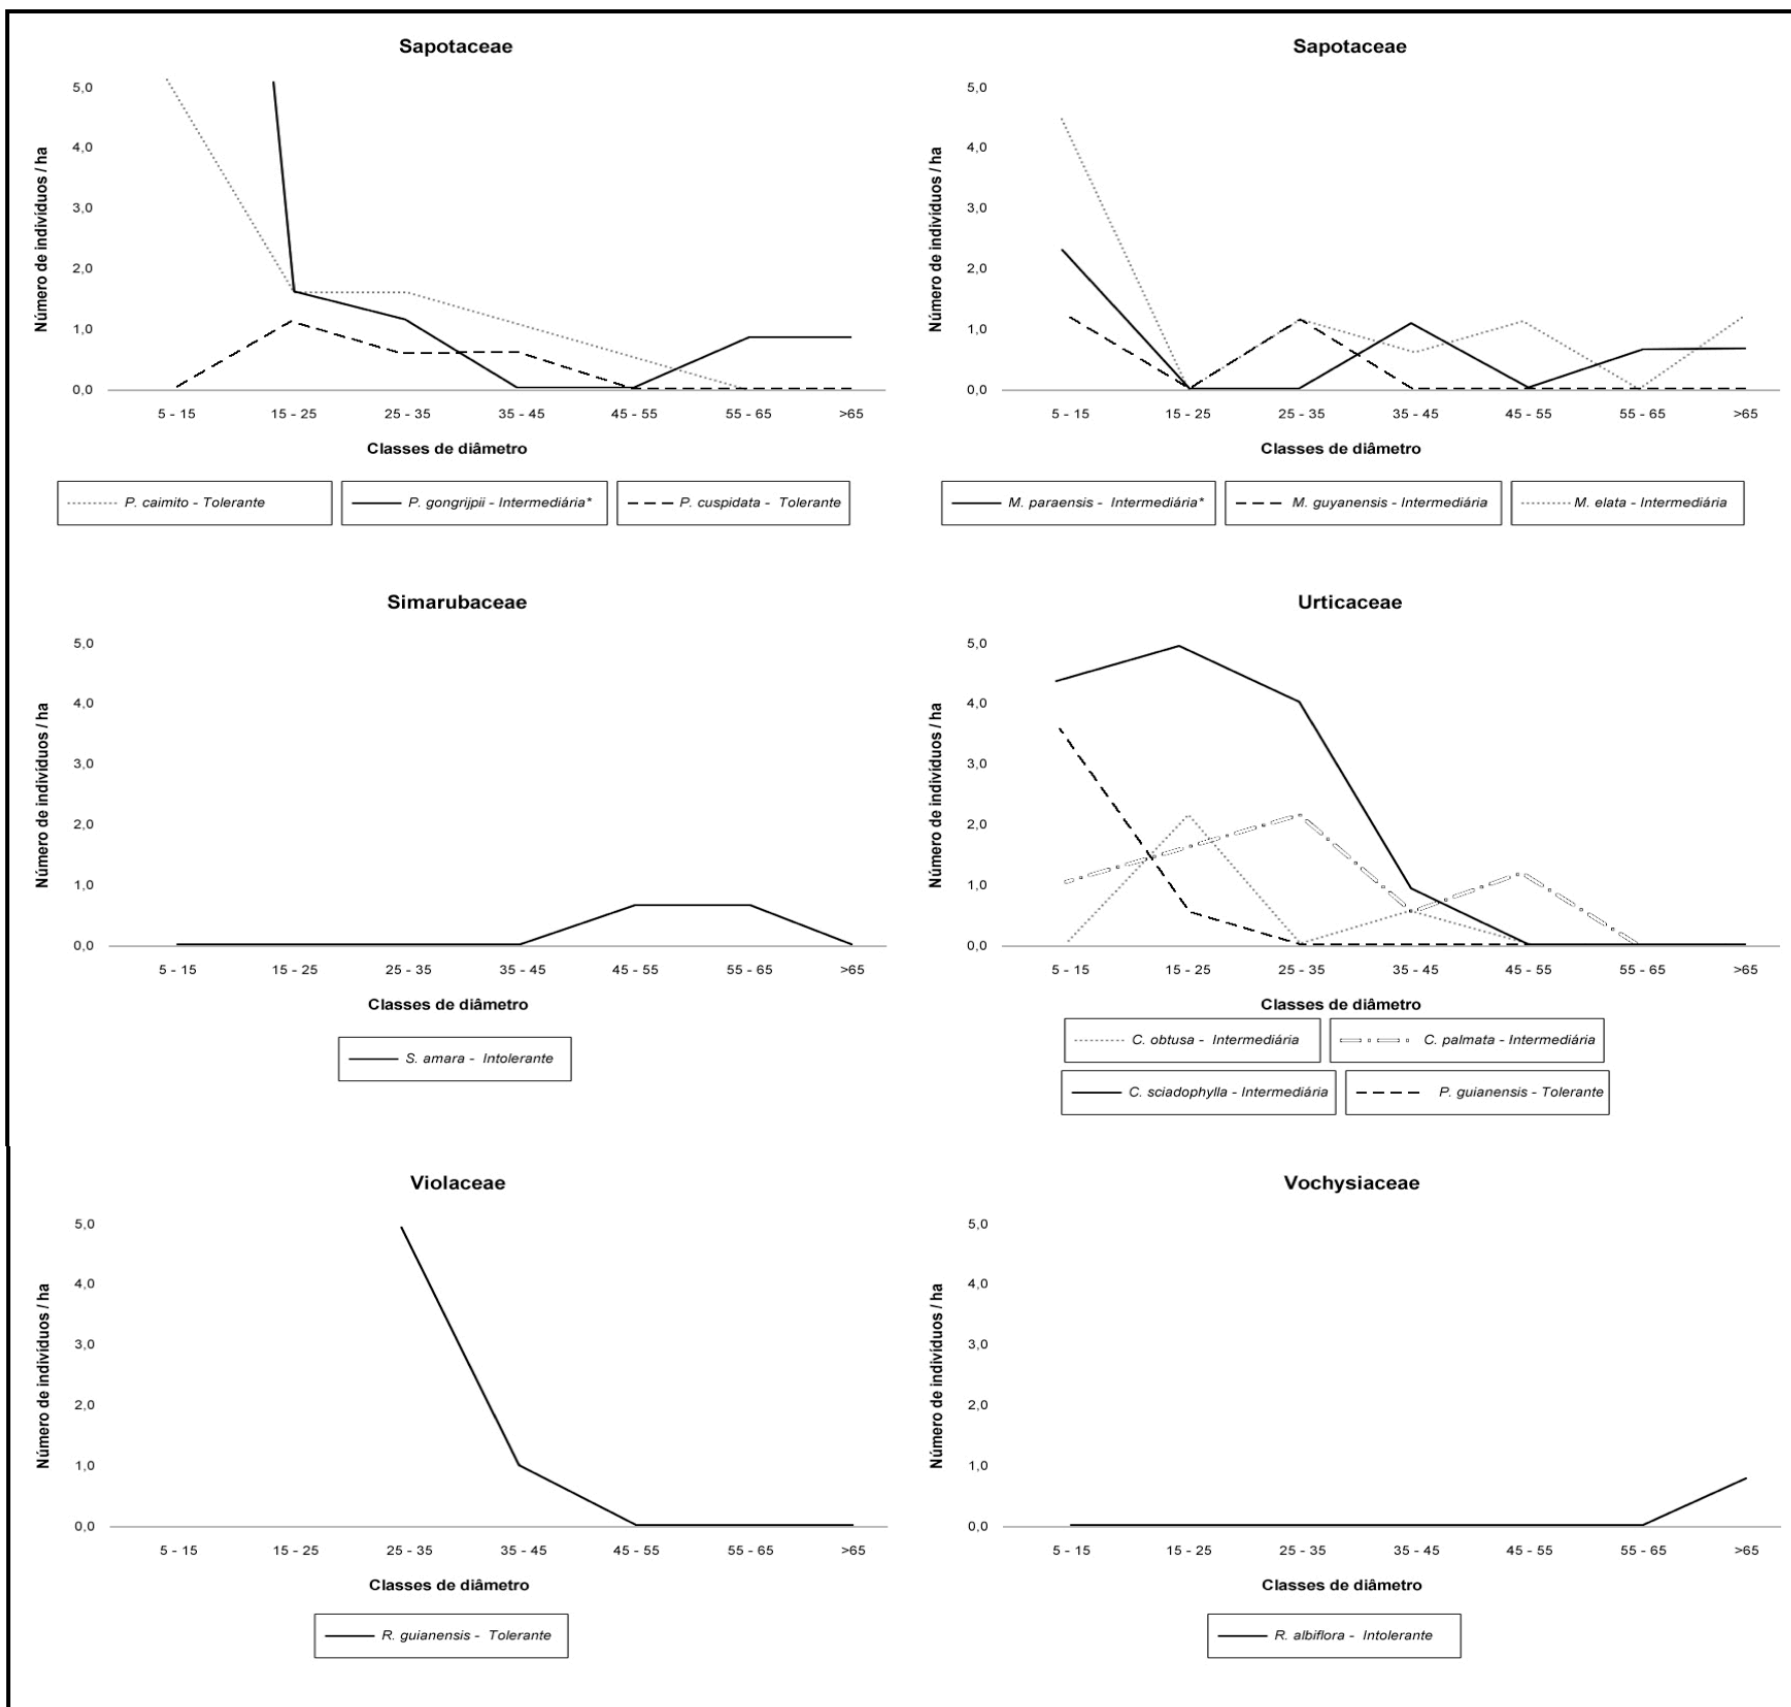 Sapotaceae
5,0
4,0
3,0
2,0
1,0
0,0
Número de indivíduos / ha
5 - 15 15 - 25 25 - 35 35 - 45 45 - 55 55 - 65 >65
Classes de diâmetro
P. caimito - Tolerante
P. gongrijpii - Intermediária*
P. cuspidata - Tolerante
Sapotaceae
5,0
4,0
3,0
2,0
1,0
0,0
Número de indivíduos / ha
5 - 15 15 - 25 25 - 35 35 - 45 45 - 55 55 - 65 >65
Classes de diâmetro
M. paraensis - Intermediária*
M. guyanensis - Intermediária
M. elata - Intermediária
Simarubaceae
5,0
4,0
3,0
2,0
1,0
0,0
Número de indivíduos / ha
5 - 15 15 - 25 25 - 35 35 - 45 45 - 55 55 - 65 >65
Classes de diâmetro
S. amara - Intolerante
Urticaceae
5,0
4,0
3,0
2,0
1,0
0,0
Número de indivíduos / ha
5 - 15 15 - 25 25 - 35 35 - 45 45 - 55 55 - 65 >65
Classes de diâmetro
C. obtusa - Intermediária
C. palmata - Intermediária
C. sciadophylla - Intermediária
P. guianensis - Tolerante
Violaceae
5,0
4,0
3,0
2,0
1,0
0,0
Número de indivíduos / ha
5 - 15 15 - 25 25 - 35 35 - 45 45 - 55 55 - 65 >65
Classes de diâmetro
R. guianensis - Tolerante
Vochysiaceae
5,0
4,0
3,0
2,0
1,0
0,0
Número de indivíduos / ha
5 - 15 15 - 25 25 - 35 35 - 45 45 - 55 55 - 65 >65
Classes de diâmetro
R. albiflora - Intolerante